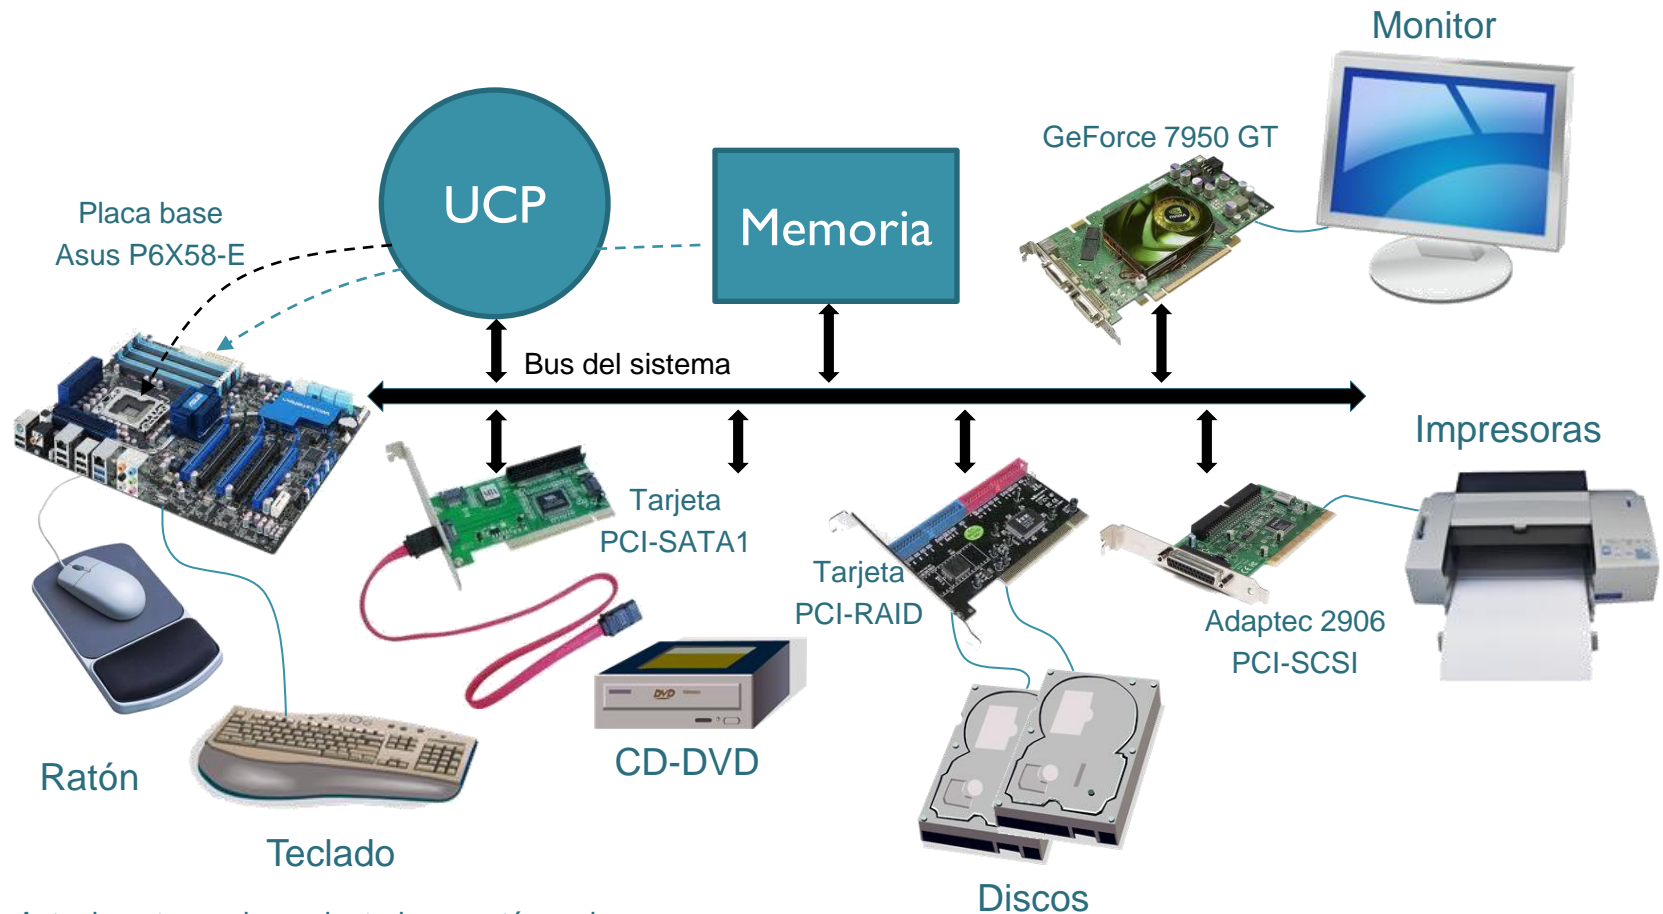 Monitor
GeForce 7950 GT
UCP
Memoria
Placa base
Asus P6X58-E
Bus del sistema
Impresoras
Tarjeta
PCI-SATA1
Tarjeta
PCI-RAID
Adaptec 2906
PCI-SCSI
DVD
CD-DVD
Ratón
Teclado
Discos